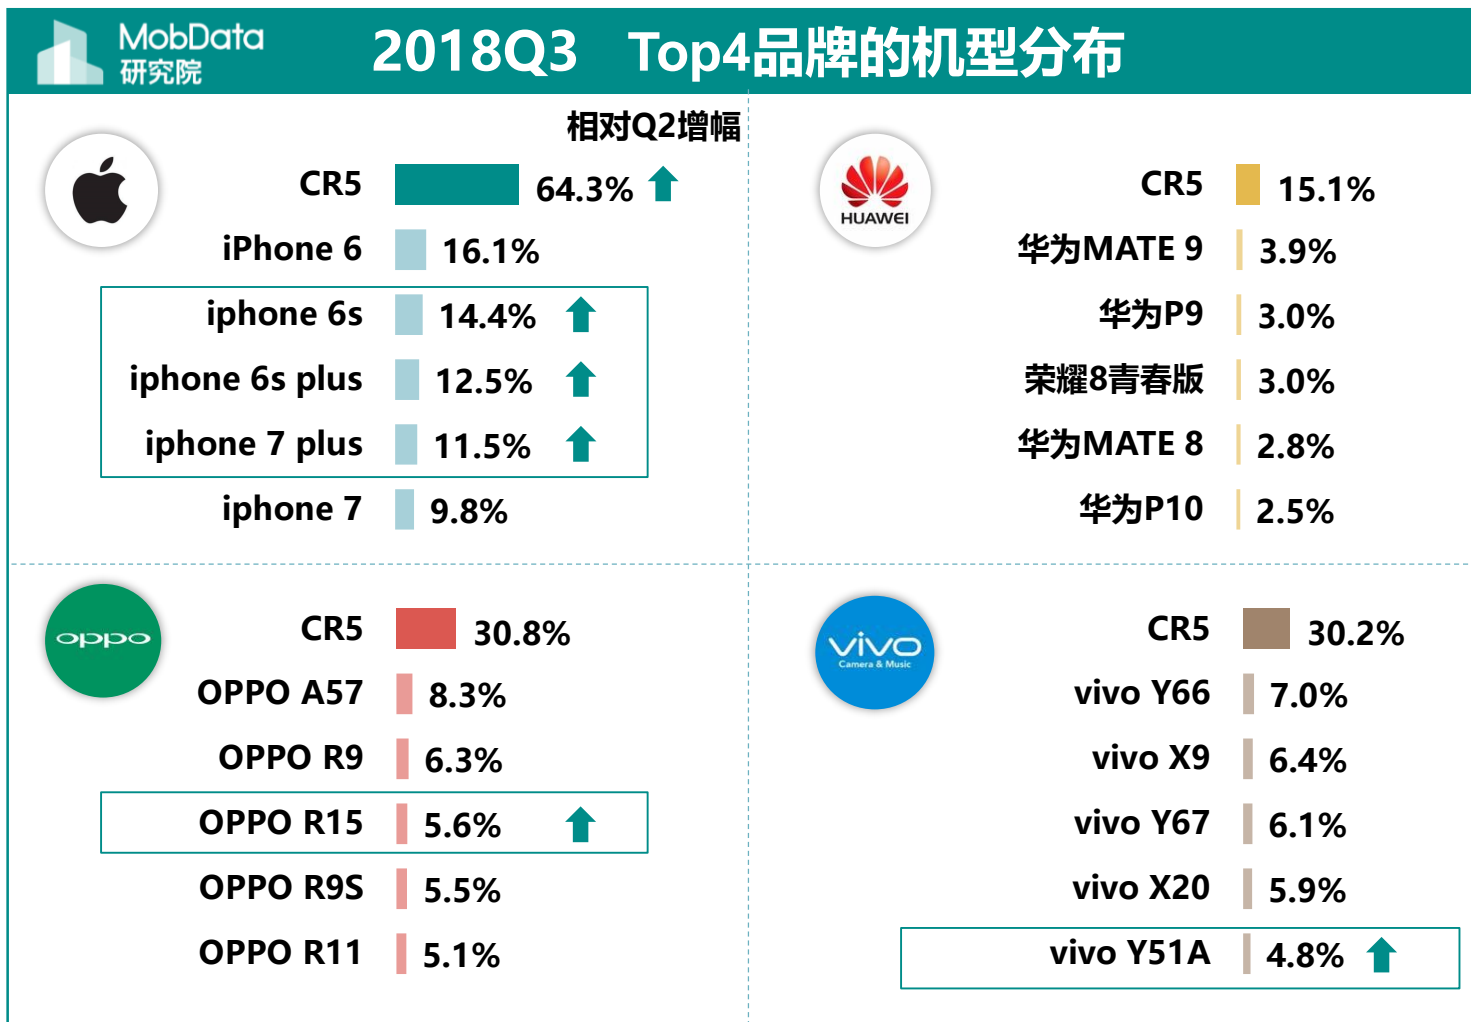 MobData
研究院
2018Q3 Top4品牌的机型分布
相对Q2增幅
CR5 64.3%
iPhone 6 16.1%
iphone 6s 14.4%
iphone 6s plus 12.5%
iphone 7 plus 11.5%
iphone 7 9.8%
HUAWEI
CR5 15.1%
华为MATE 9 3.9%
华为P9 3.0%
荣耀8青春版 3.0%
华为MATE 8 2.8%
华为P10 2.5%
oppo
CR5 30.8%
OPPO A57 8.3%
OPPO R9 6.3%
OPPO R15 5.6%
OPPO R9S 5.5%
OPPO R11 5.1%
vivo
Camera & Music
CR5 30.2%
vivo Y66 7.0%
vivo X9 6.4%
vivo Y67 6.1%
vivo X20 5.9%
vivo Y51A 4.8%